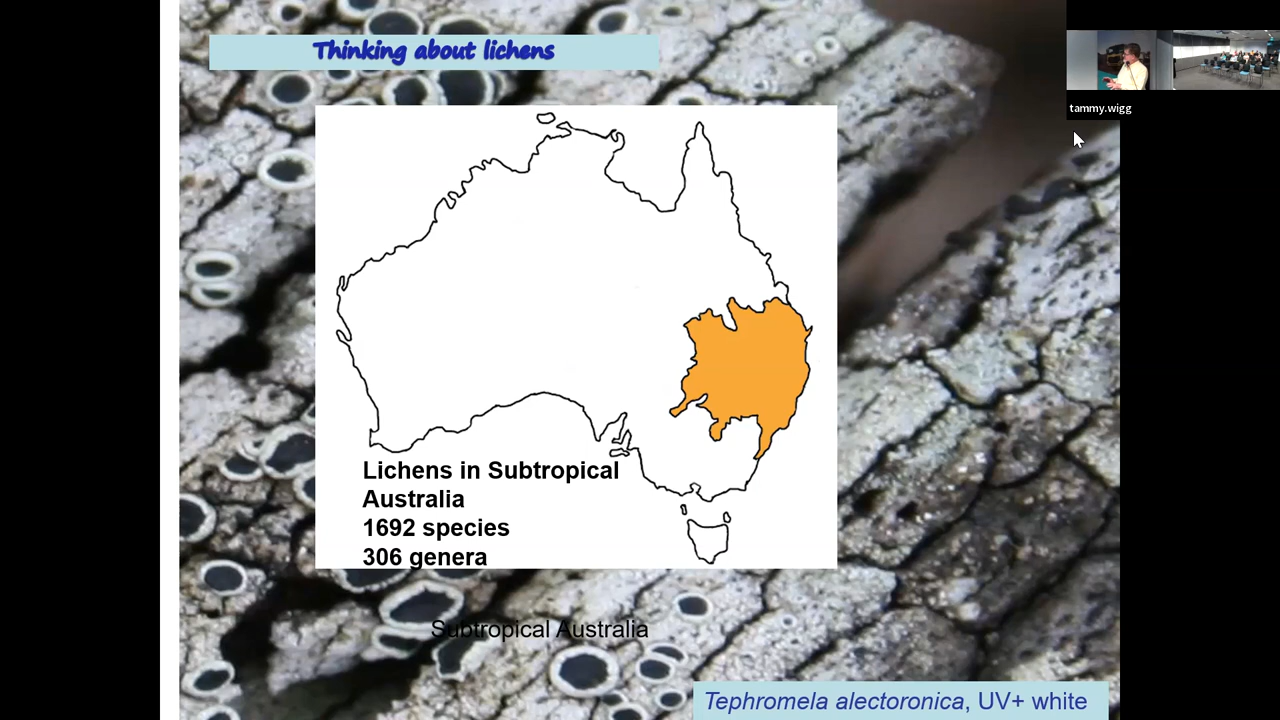 Thinking about lichens
tammy.wigg
Lichens in Subtropical
Australia
1692 species
306 genera
Subtropical Australia
Tephromela alectoronica, UV+ white